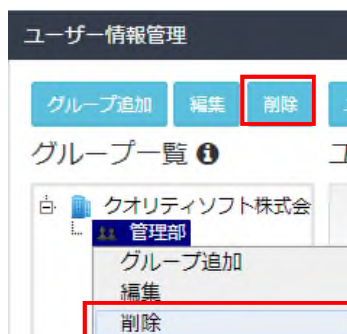 ユーザー情報管理
グループ追加 編集 削除
グループ一覧
クオリティソフト株式会
管理部
グループ追加
編集
削除